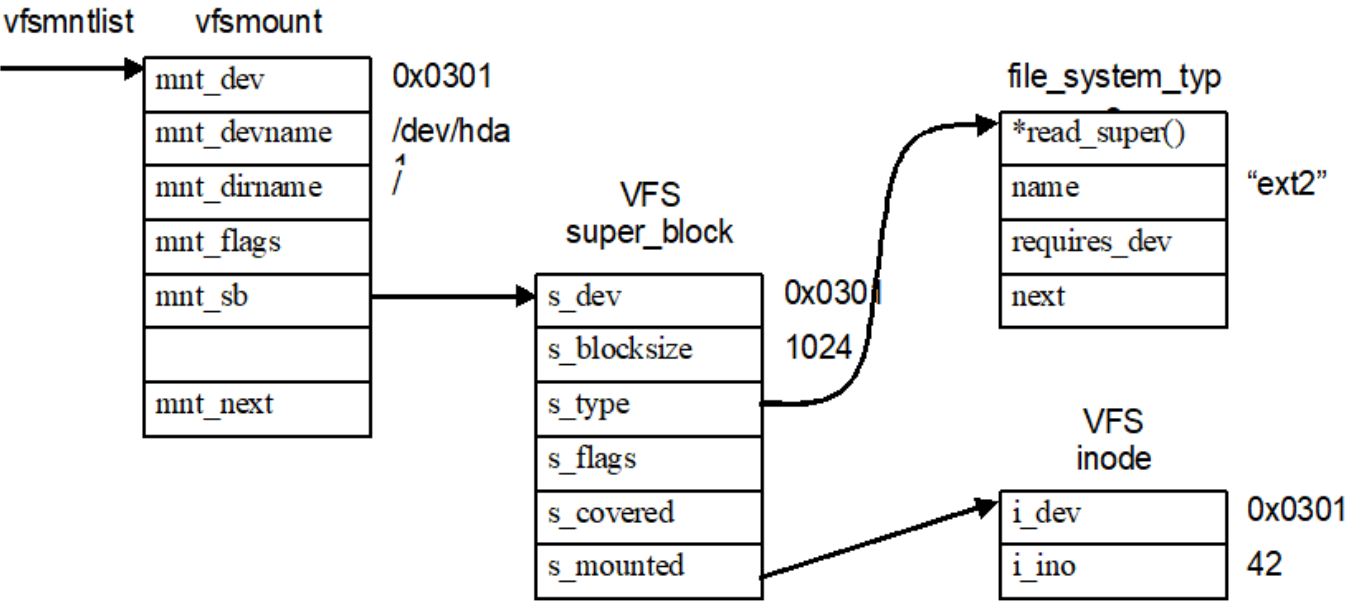 vfsmntlist
vfsmount
mnt_dev
0x0301
mnt_devname
/dev/hda
mnt_dirname
/
mnt_flags
mnt_sb
mnt_next
VFS
super_block
s_dev
0x0301
s_blocksize
1024
s_type
s_flags
s_covered
s_mounted
file_system_typ
*read_super()
name
“ext2”
requires_dev
next
VFS
inode
i_dev
0x0301
i_ino
42